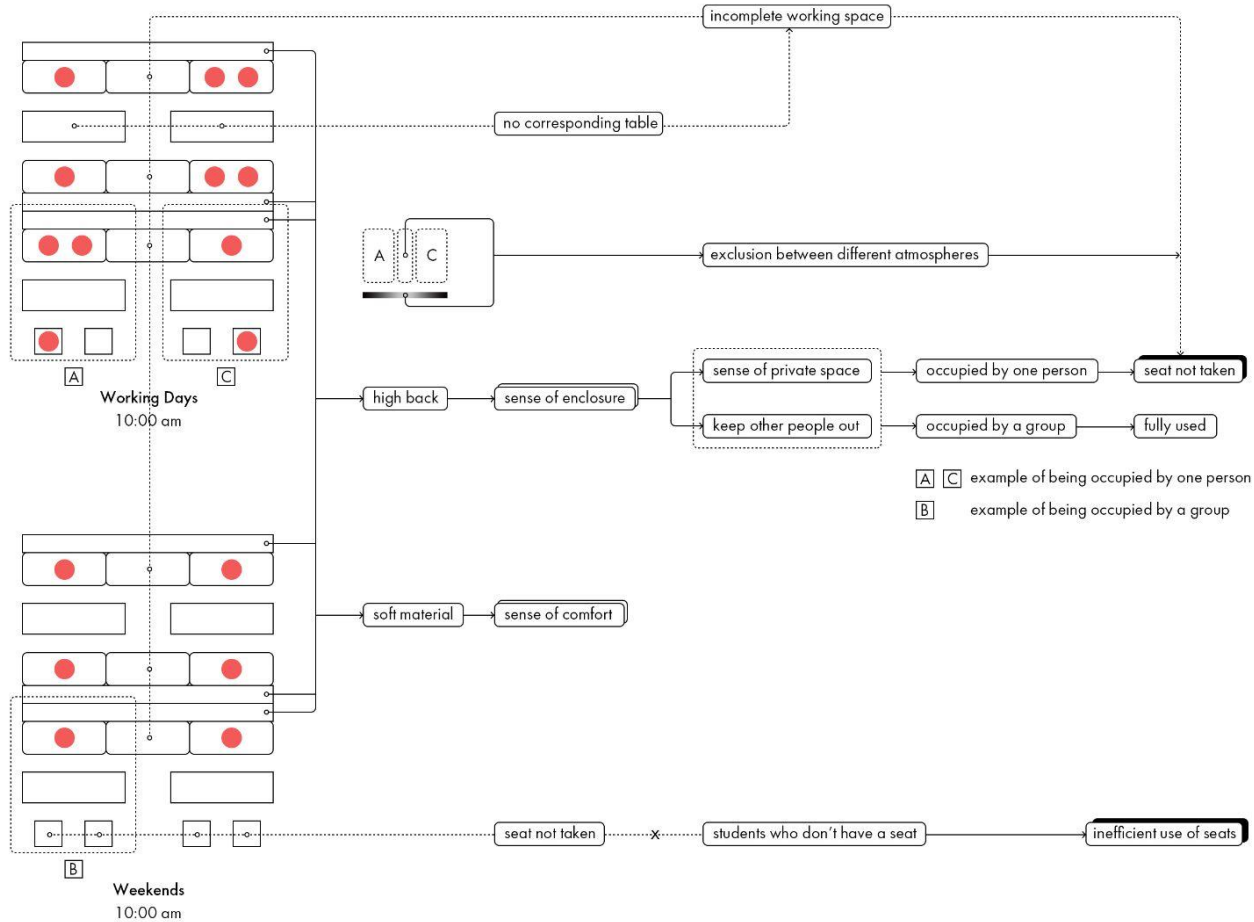 incomplete working space
no corresponding table
A
C
exclusion between different atmospheres
A
C
Working Days
10:00 am
high back
sense of enclosure
sense of private space
occupied by one person
seat not taken
keep other people out
occupied by a group
fully used
A C example of being occupied by one person
B example of being occupied by a group
soft material
sense of comfort
seat not taken
x
students who don't have a seat
inefficient use of seats
B
Weekends
10:00 am